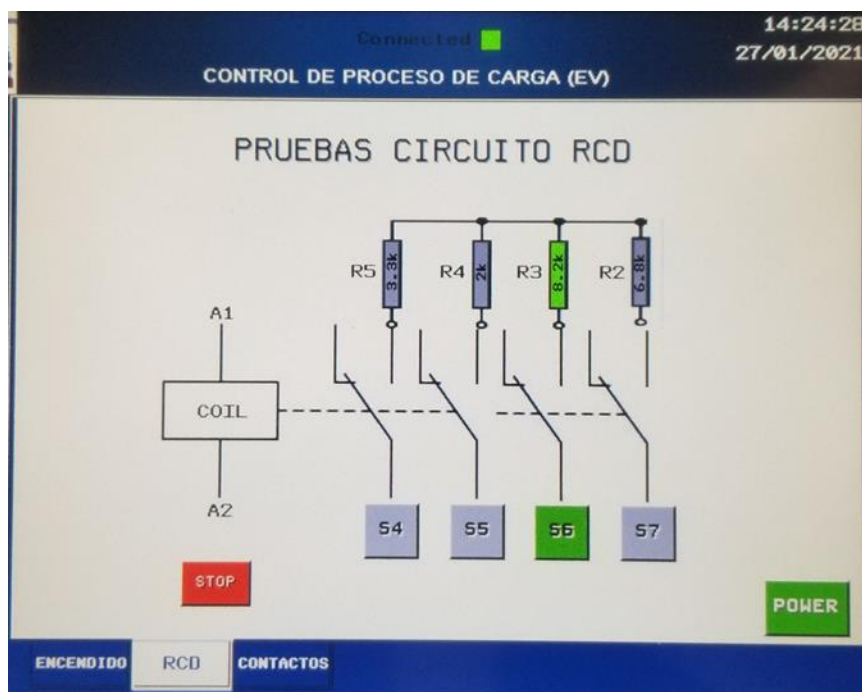 Connected
14:24:28
27/01/2021
CONTROL DE PROCESO DE CARGA (EV)
PRUEBAS CIRCUITO RCD
R5 3.3k R4 2k R3 8.2k R2 6.8k
A1
COIL
A2
S4 S5 S6 S7
STOP
POWER
ENCENDIDO RCD CONTACTOS